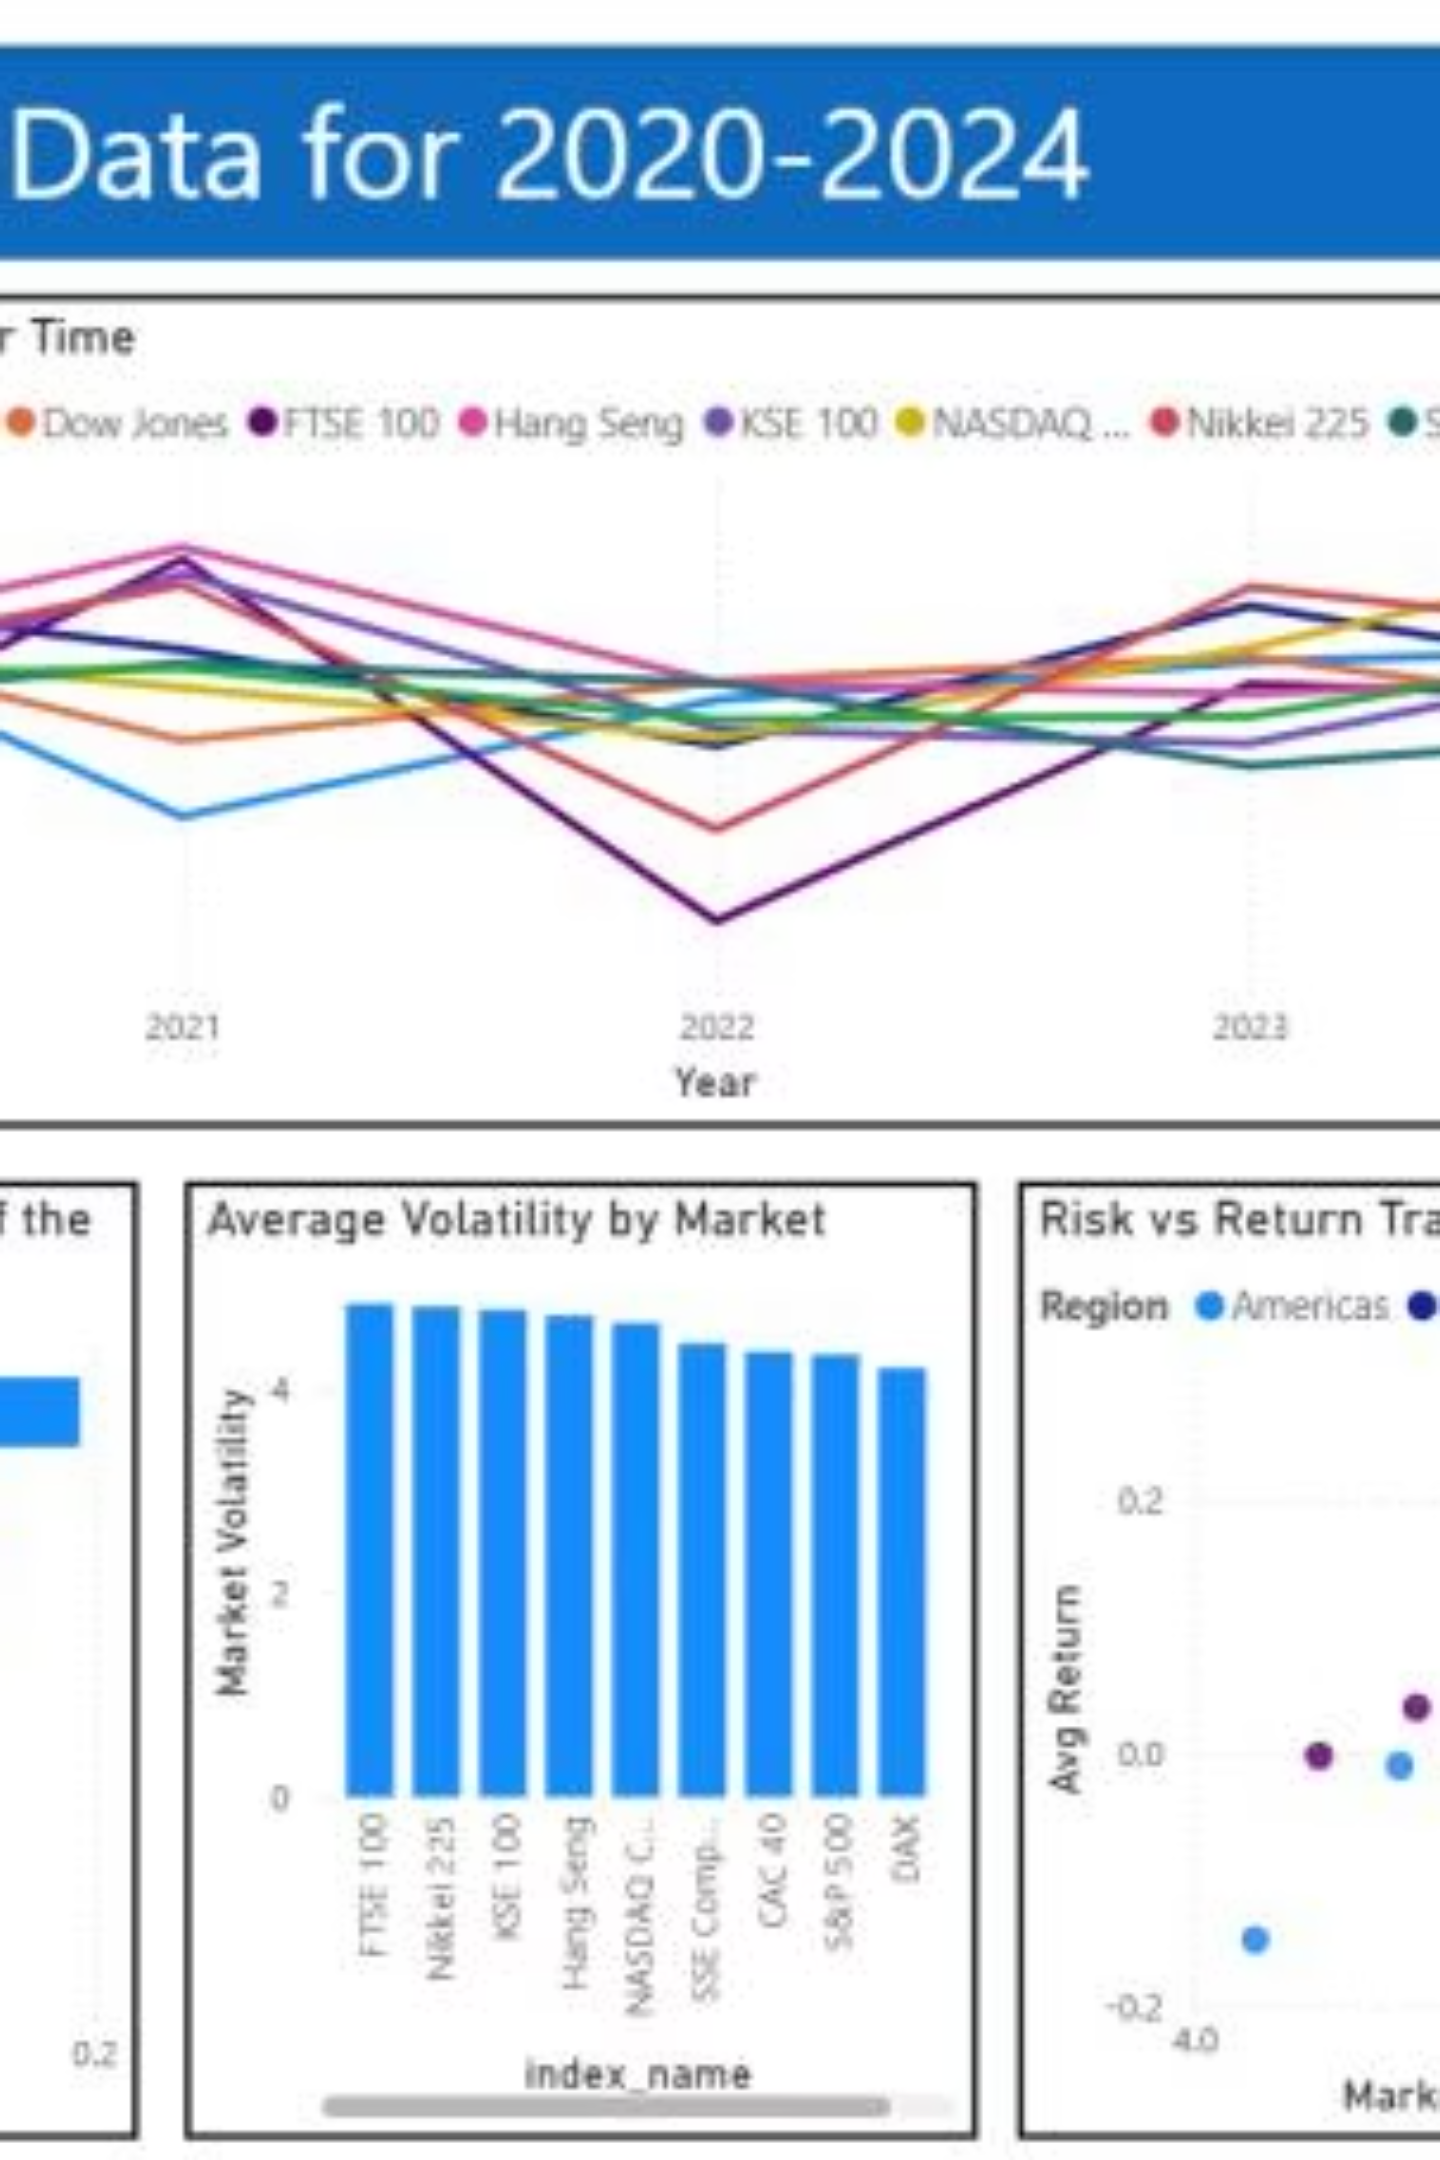 Data for 2020-2024
r Time
Dow Jones FTSE 100 Hang Seng KSE 100 NASDAQ ... Nikkei 225 S
2021 2022 2023
Year
f the
0.2
Average Volatility by Market
Market Volatility
4
2
0
FTSE 100
Nikkei 225
KSE 100
Hang Seng
NASDAQ C...
SSE Comp...
CAC 40
S&P 500
DAX
index_name
Risk vs Return Tra
Region Americas
Avg Return
0.2
0.0
-0.2
4.0
Mark